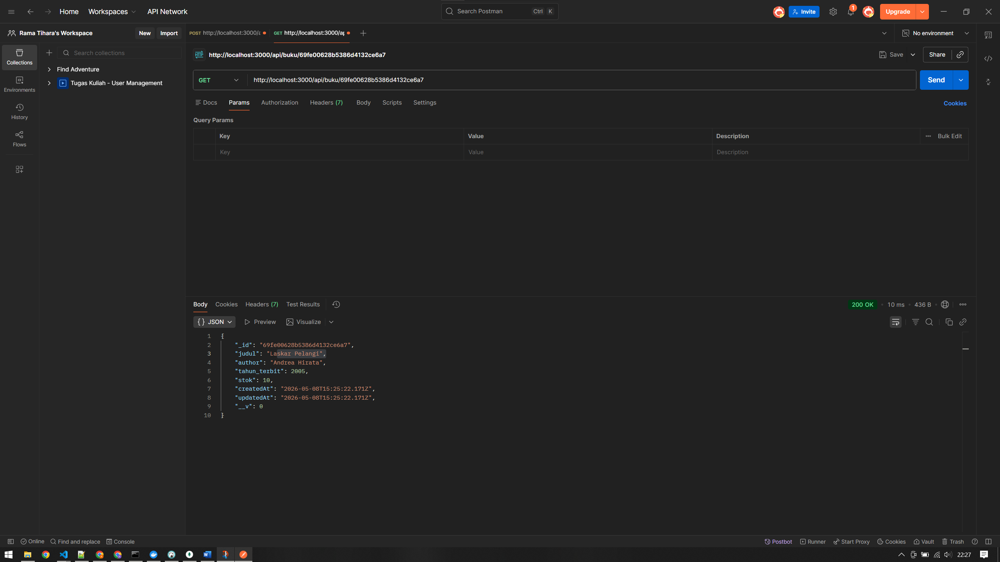 Home Workspaces API Network
Search Postman Ctrl K
Invite 1 Upgrade
Rama Tihara's Workspace New Import
POST http://localhost:3000/a
GET http://localhost:3000/ap
No environment
Collections
Environments
History
Flows
Search collections
Find Adventure
Tugas Kuliah - User Management
HTTP http://localhost:3000/api/buku/69fe00628b5386d4132ce6a7
Save Share
GET http://localhost:3000/api/buku/69fe00628b5386d4132ce6a7 Send
Docs Params Authorization Headers (7) Body Scripts Settings Cookies
Query Params
Key Value Description Bulk Edit
Key Value Description
Body Cookies Headers (7) Test Results 200 OK 10 ms 436 B
{} JSON Preview Visualize
1 {
2 "_id": "69fe00628b5386d4132ce6a7",
3 "judul": "Laskar Pelangi",
4 "author": "Andrea Hirata",
5 "tahun_terbit": 2005,
6 "stok": 10,
7 "createdAt": "2026-05-08T15:25:22.171Z",
8 "updatedAt": "2026-05-08T15:25:22.171Z",
9 "__v": 0
10 }
Online Find and replace Console Postbot Runner Start Proxy Cookies Vault Trash
22:27